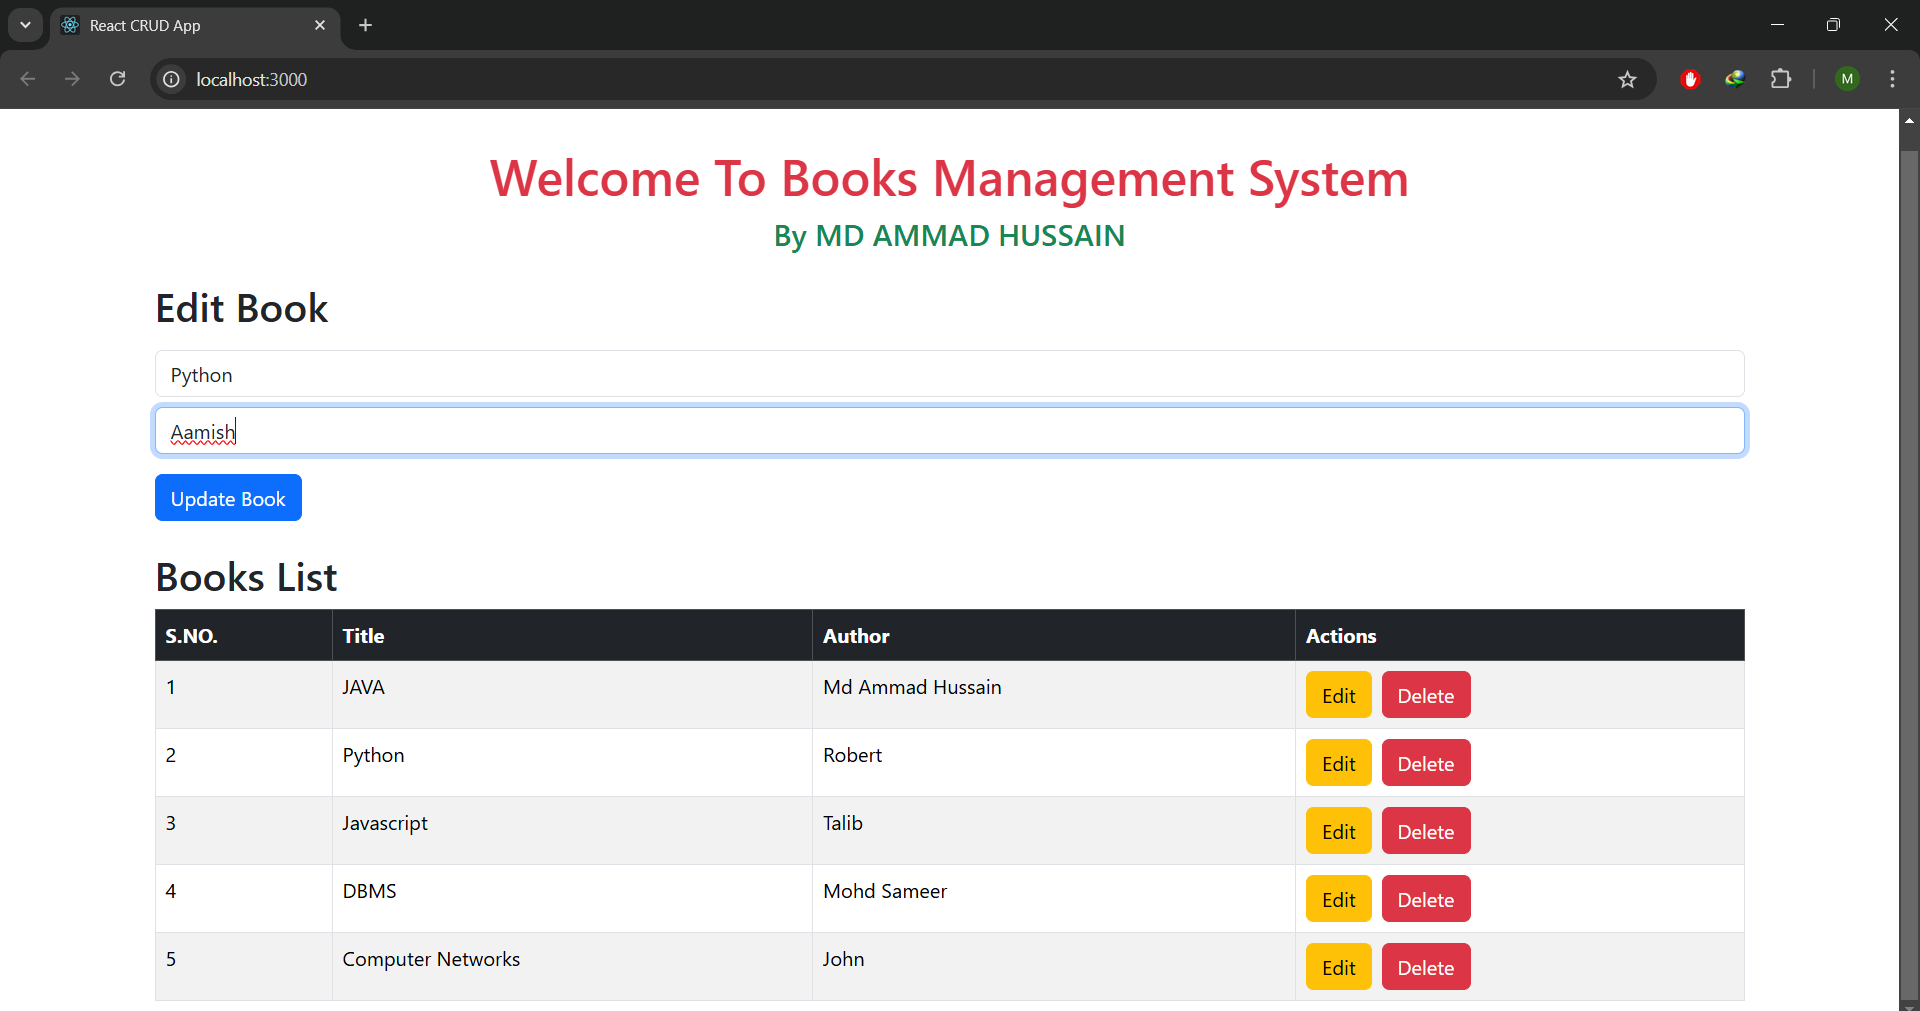 React CRUD App
localhost:3000
M
Welcome To Books Management System
By MD AMMAD HUSSAIN
Edit Book
Python
Aamish
Update Book
Books List
S.NO. Title Author Actions
1 JAVA Md Ammad Hussain Edit Delete
2 Python Robert Edit Delete
3 Javascript Talib Edit Delete
4 DBMS Mohd Sameer Edit Delete
5 Computer Networks John Edit Delete